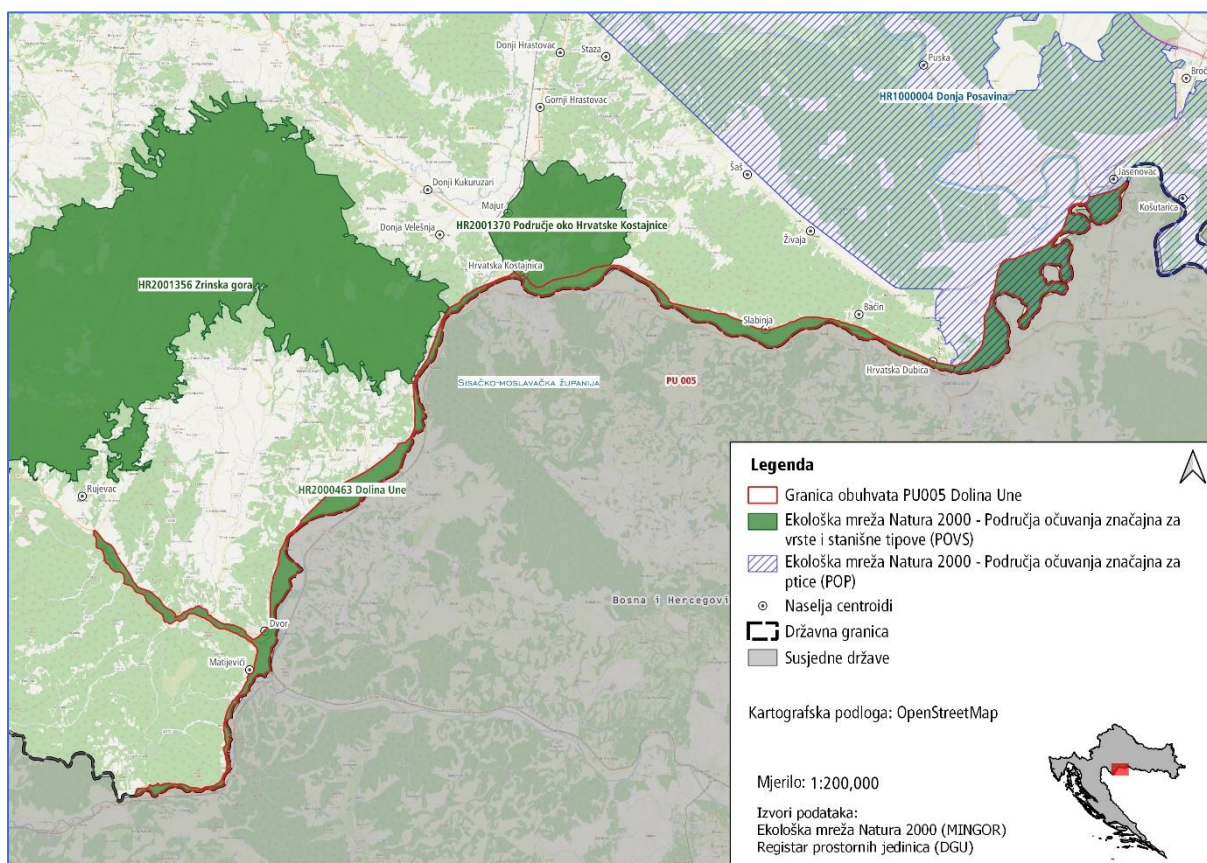 Donji Hrastovac
Staza
Puska
Broč
HR1000004 Donja Posavina
Gornji Hrastovac
Šaš
Jasenovac
Donji Kukuruzari
Košutarica
Majur
HR2001370 Područje oko Hrvatske Kostajnice
Donja Velešnja
Živaja
Hrvatska Kostajnica
HR2001356 Zrinska gora
Baćin
Slabinja
Hrvatska Dubica
Sisačko-moslavačka županija
PU 005
HR2000463 Dolina Une
Rujevac
Bosna i Hercegovi
Dvor
Matijevići
Legenda
Granica obuhvata PU005 Dolina Une
Ekološka mreža Natura 2000 - Područja očuvanja značajna za
vrste i stanišne tipove (POVS)
Ekološka mreža Natura 2000 - Područja očuvanja značajna za
ptice (POP)
Naselja centroidi
Državna granica
Susjedne države
Kartografska podloga: OpenStreetMap
Mjerilo: 1:200,000
Izvori podataka:
Ekološka mreža Natura 2000 (MINGOR)
Registar prostornih jedinica (DGU)